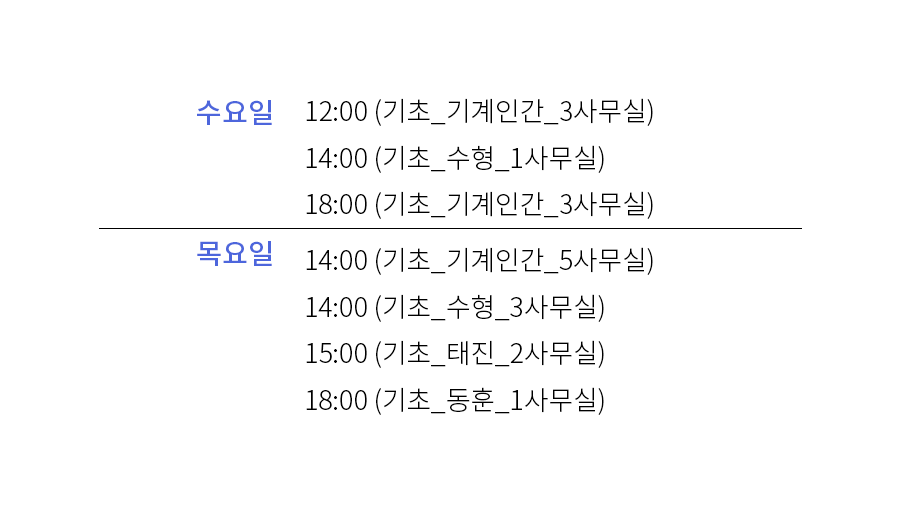 수요일 12:00 (기초_기계인간_3사무실)
14:00 (기초_수형_1사무실)
18:00 (기초_기계인간_3사무실)
목요일 14:00 (기초_기계인간_5사무실)
14:00 (기초_수형_3사무실)
15:00 (기초_태진_2사무실)
18:00 (기초_동훈_1사무실)